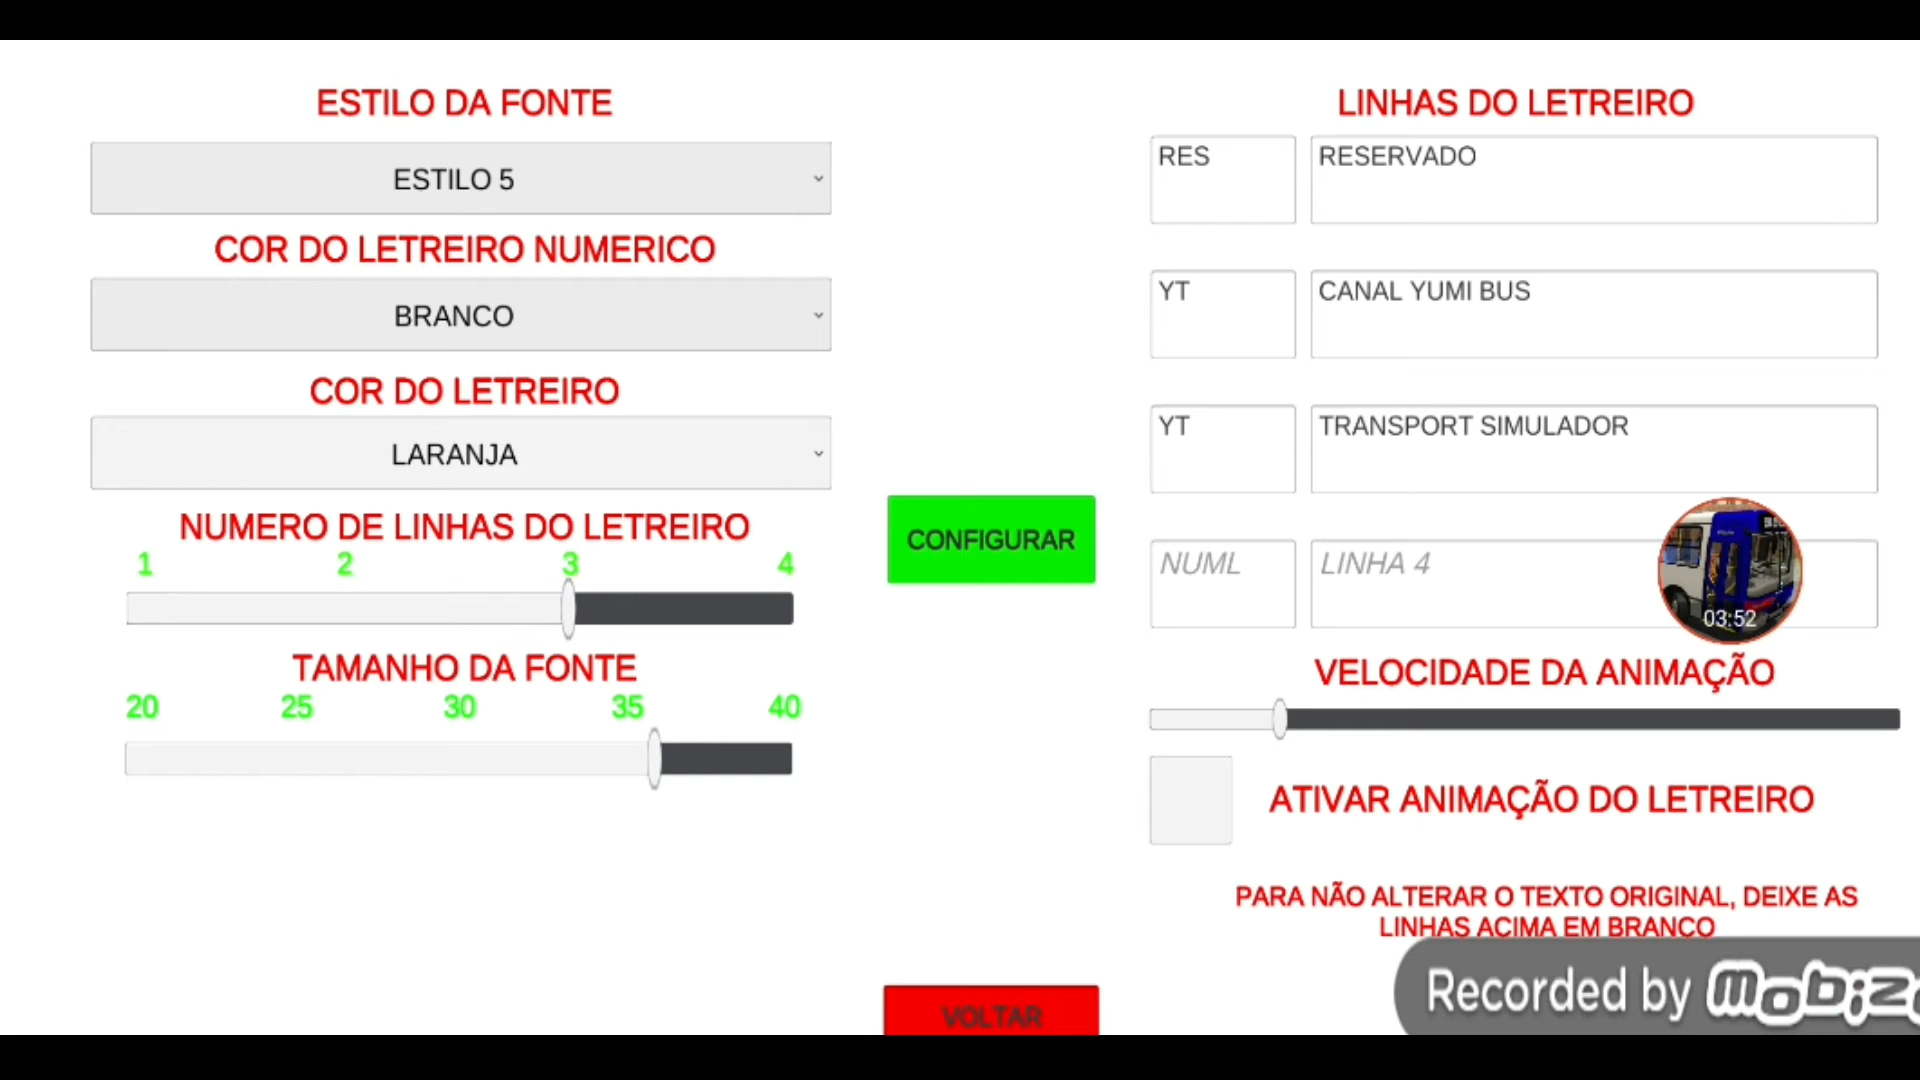 ESTILO DA FONTE
ESTILO 5
COR DO LETREIRO NUMERICO
BRANCO
COR DO LETREIRO
LARANJA
NUMERO DE LINHAS DO LETREIRO
1 2 3 4
TAMANHO DA FONTE
20 25 30 35 40
CONFIGURAR
VOLTAR
LINHAS DO LETREIRO
RES RESERVADO
YT CANAL YUMI BUS
YT TRANSPORT SIMULADOR
NUML LINHA 4
03:52
VELOCIDADE DA ANIMAÇÃO
ATIVAR ANIMAÇÃO DO LETREIRO
PARA NÃO ALTERAR O TEXTO ORIGINAL, DEIXE AS
LINHAS ACIMA EM BRANCO
Recorded by mobiz